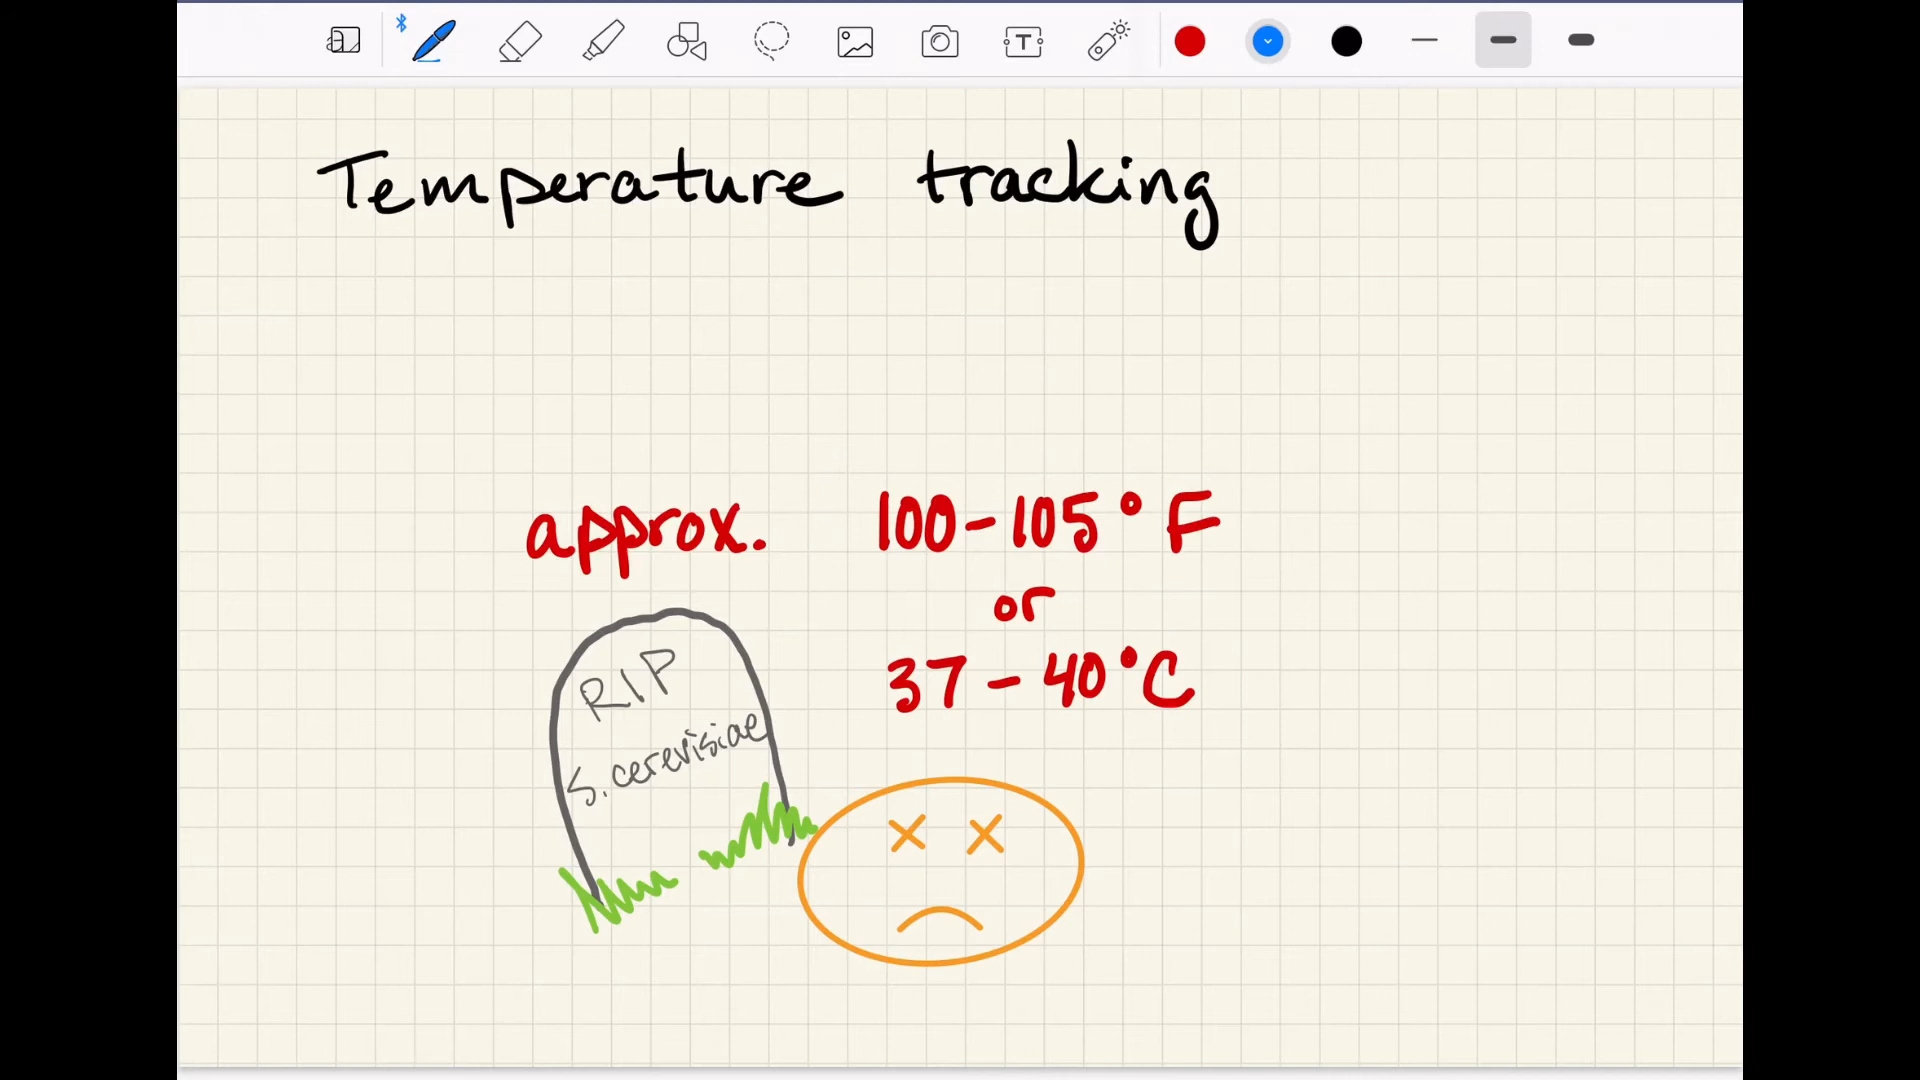 Temperature tracking
approx. 100-105° F
or
37-40°C
RIP
S. cerevisiae